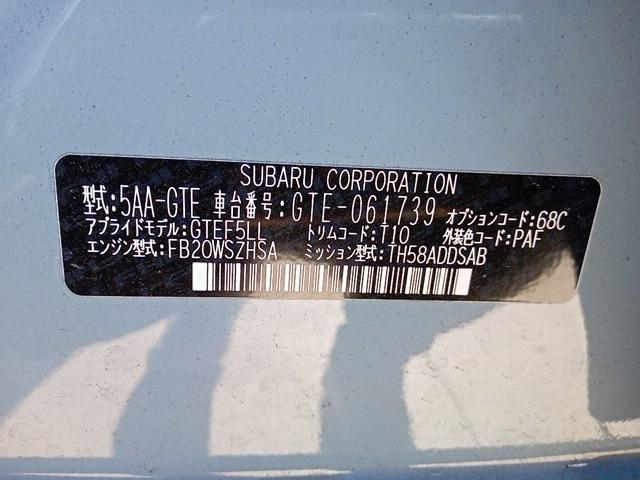 SUBARU CORPORATION
型式:5AA-GTE 車台番号:GTE-061739 オプションコード:68C
アプライドモデル:GTEF5LL トリムコード:T10 外装色コード:PAF
エンジン型式:FB20WSZHSA ミッション型式:TH58ADDSAB